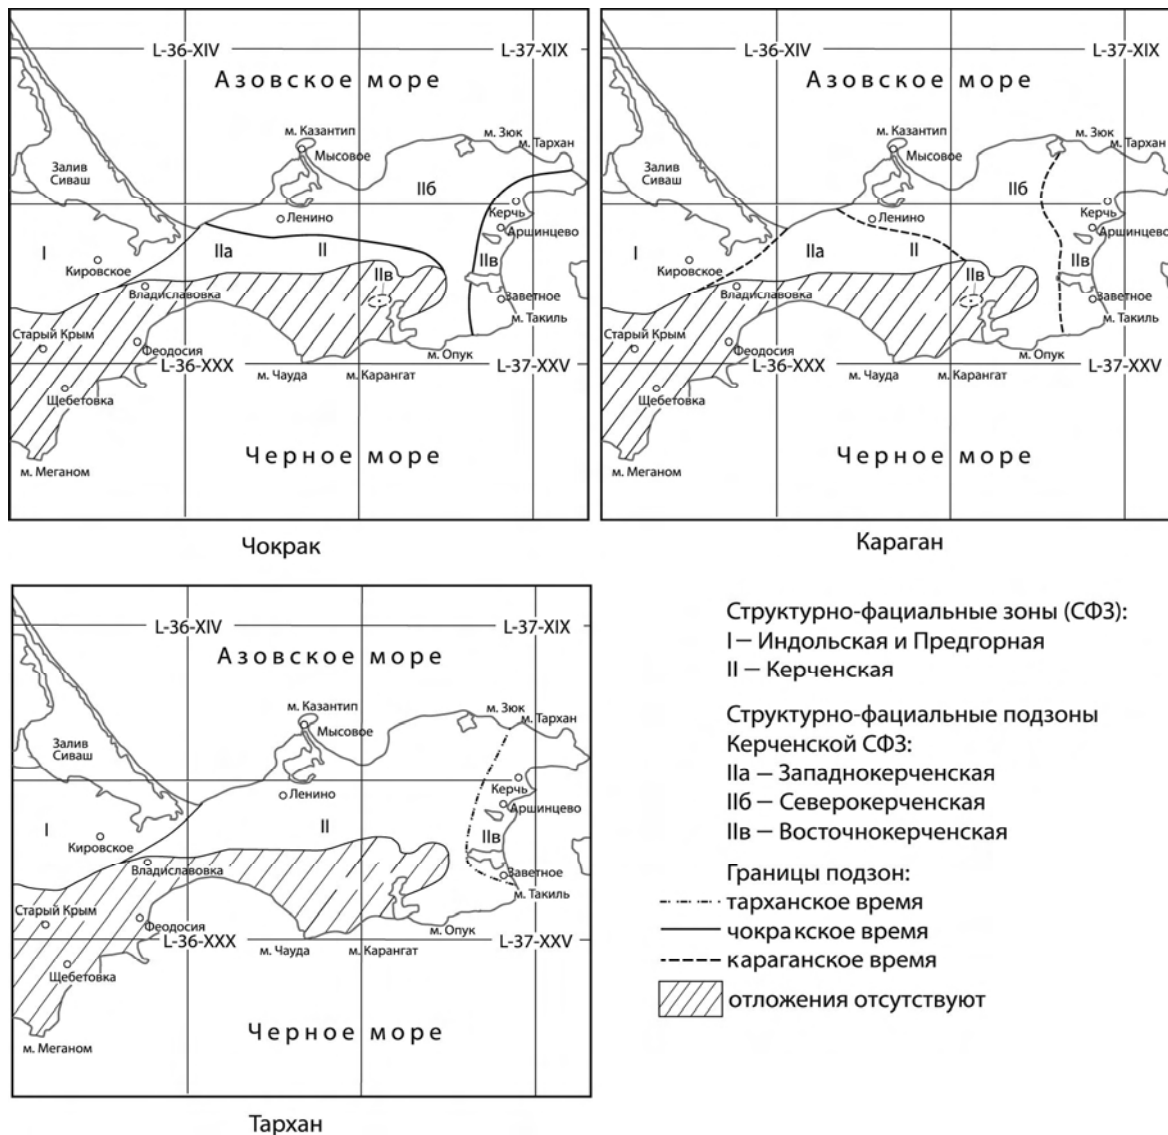 L-36-XIV
L-37-XIX
Азовское море
м. Казантип
Мысовое
м. Зюк
м. Тархан
Залив
Сиваш
IIб
Ленино
Керчь
Аршинцево
I
Кировское
IIа
II
IIв
IIв
Владиславовка
Заветное
м. Такиль
Старый Крым
Феодосия
м. Опук
L-36-XXX
L-37-XXV
м. Чауда
м. Карангат
Щебетовка
Черное море
м. Меганом
Чокрак
L-36-XIV
L-37-XIX
Азовское море
м. Казантип
Мысовое
м. Зюк
м. Тархан
Залив
Сиваш
IIб
Ленино
Керчь
Аршинцево
I
Кировское
IIа
II
IIв
IIв
Владиславовка
Заветное
м. Такиль
Старый Крым
Феодосия
м. Опук
L-36-XXX
L-37-XXV
м. Чауда
м. Карангат
Щебетовка
Черное море
м. Меганом
Караган
L-36-XIV
L-37-XIX
Азовское море
м. Казантип
Мысовое
м. Зюк
м. Тархан
Залив
Сиваш
Ленино
Керчь
Аршинцево
I
Кировское
II
IIв
Владиславовка
Заветное
м. Такиль
Старый Крым
Феодосия
м. Опук
L-36-XXX
L-37-XXV
м. Чауда
м. Карангат
Щебетовка
Черное море
м. Меганом
Тархан
Структурно-фациальные зоны (СФЗ):
I – Индольская и Предгорная
II – Керченская
Структурно-фациальные подзоны
Керченской СФЗ:
IIа – Западнокерченская
IIб – Северокерченская
IIв – Восточнокерченская
Границы подзон:
тарханское время
чокракское время
караганское время
отложения отсутствуют